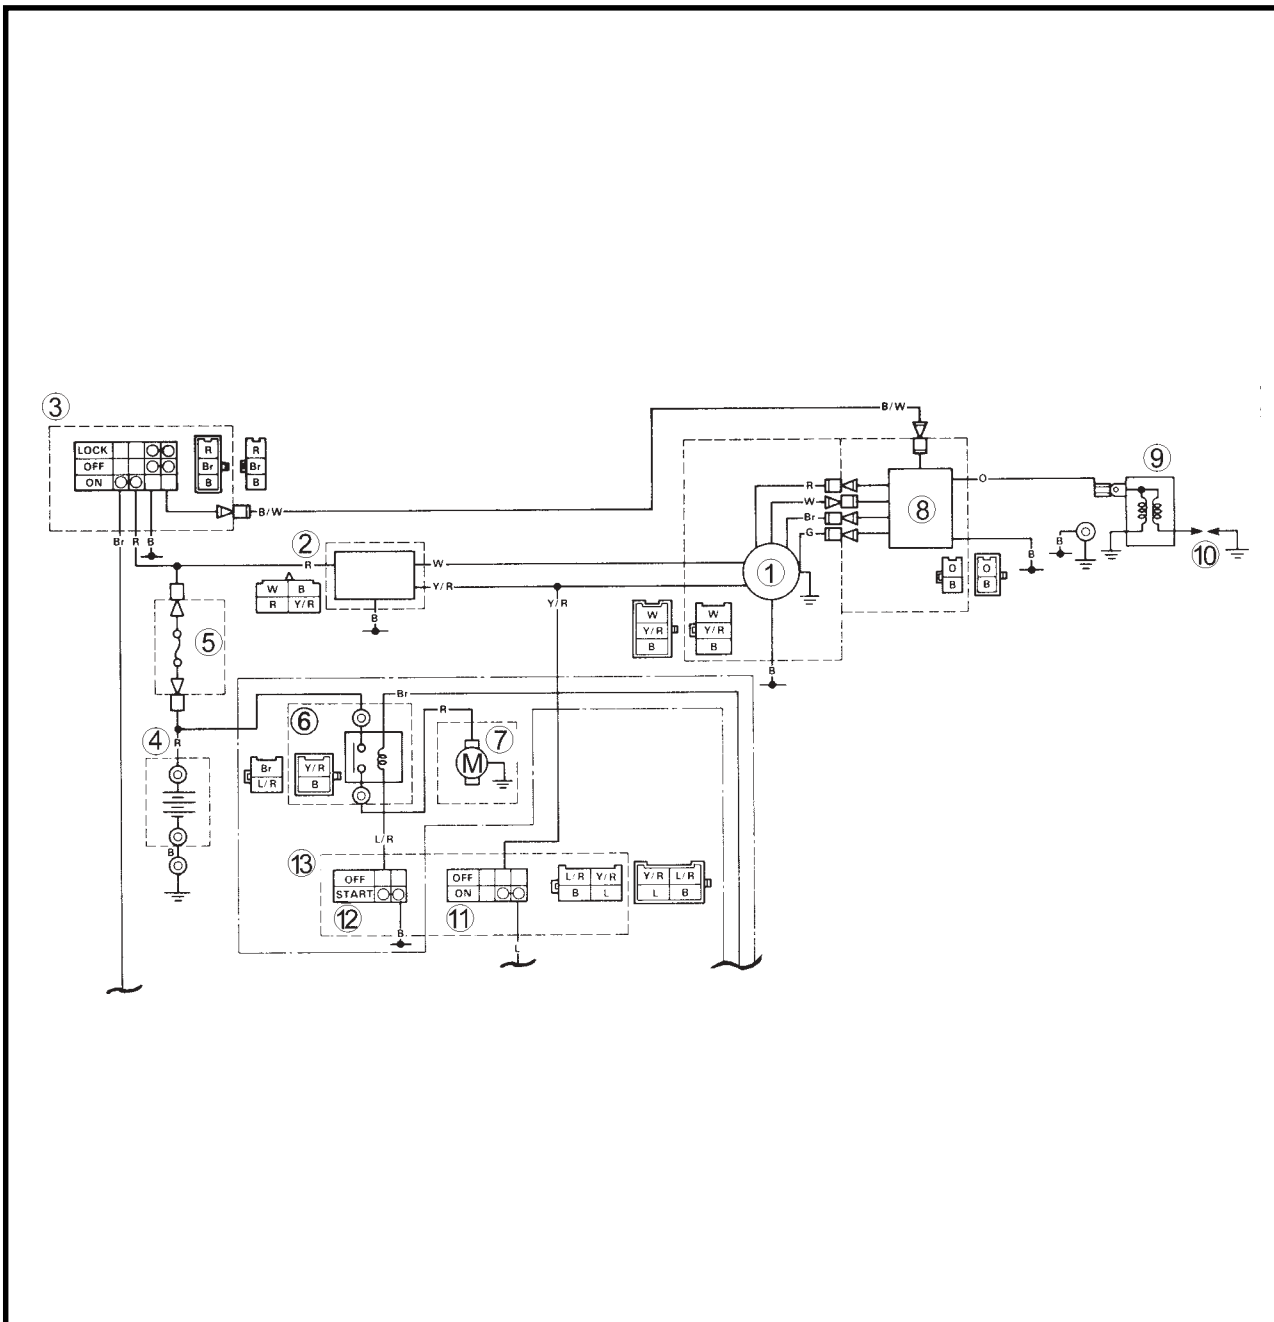 3
LOCK
OFF
ON
R
Br
B
R
Br
B
B/W
B/W
Br R B
2
R
W
Y/R
W B
R Y/R
B
Y/R
R
W
Br
G
1
8
O
9
10
B
B
O
B
O
B
W
Y/R
B
W
Y/R
B
B
5
4
R
B
6
Br
R
7
M
Br
L/R
Y/R
B
L/R
13
OFF
START
12
B
OFF
ON
11
L
L/R Y/R
B L
Y/R L/R
L B